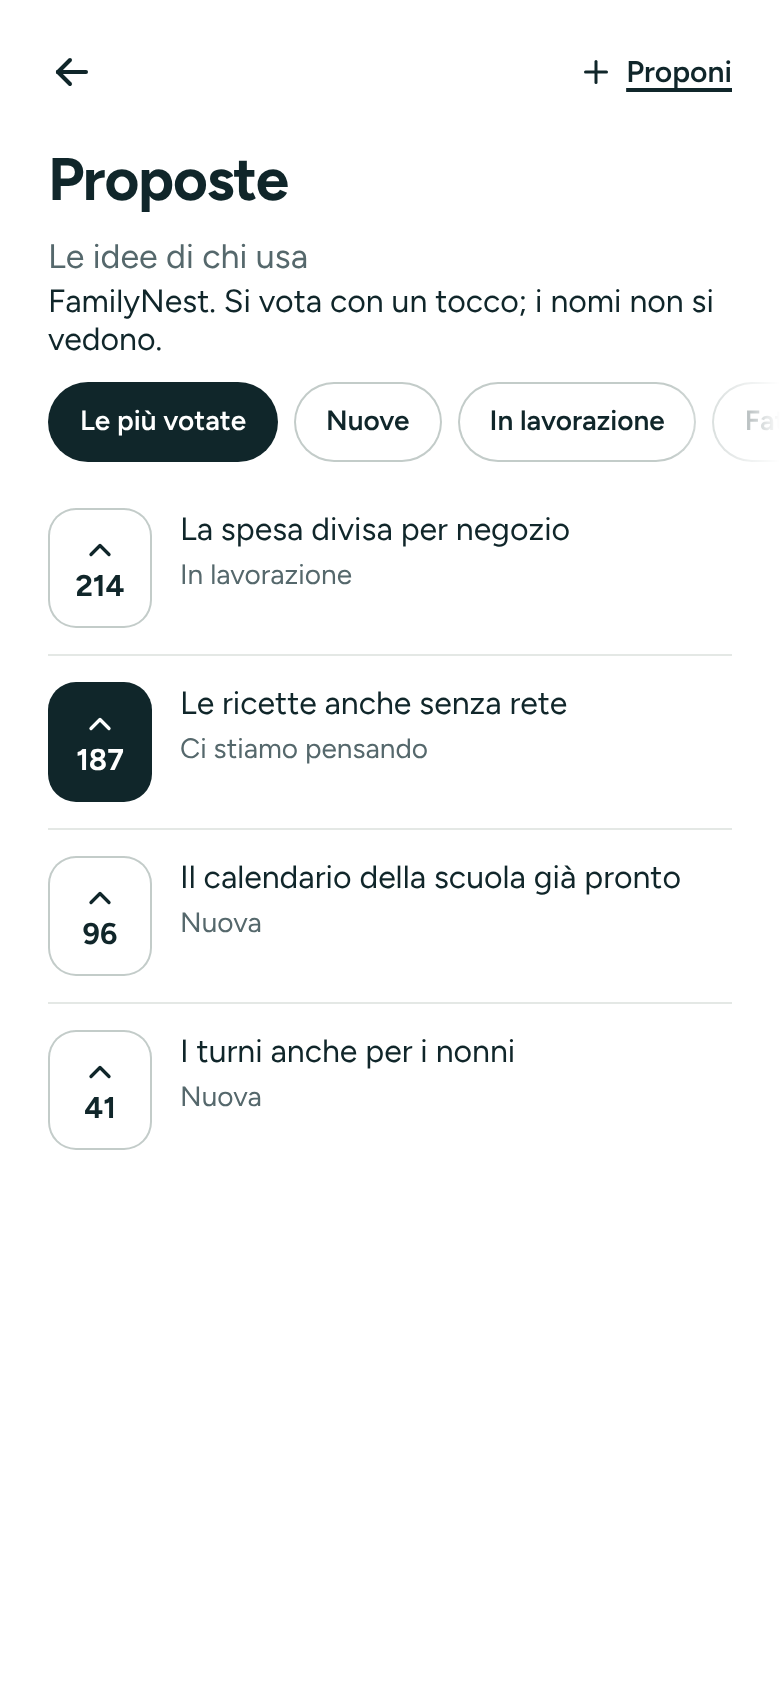 Proponi
Proposte
Le idee di chi usa
FamilyNest. Si vota con un tocco; i nomi non si
vedono.
Le più votate
Nuove
In lavorazione
La spesa divisa per negozio
214
In lavorazione
Le ricette anche senza rete
187
Ci stiamo pensando
Il calendario della scuola già pronto
96
Nuova
I turni anche per i nonni
41
Nuova